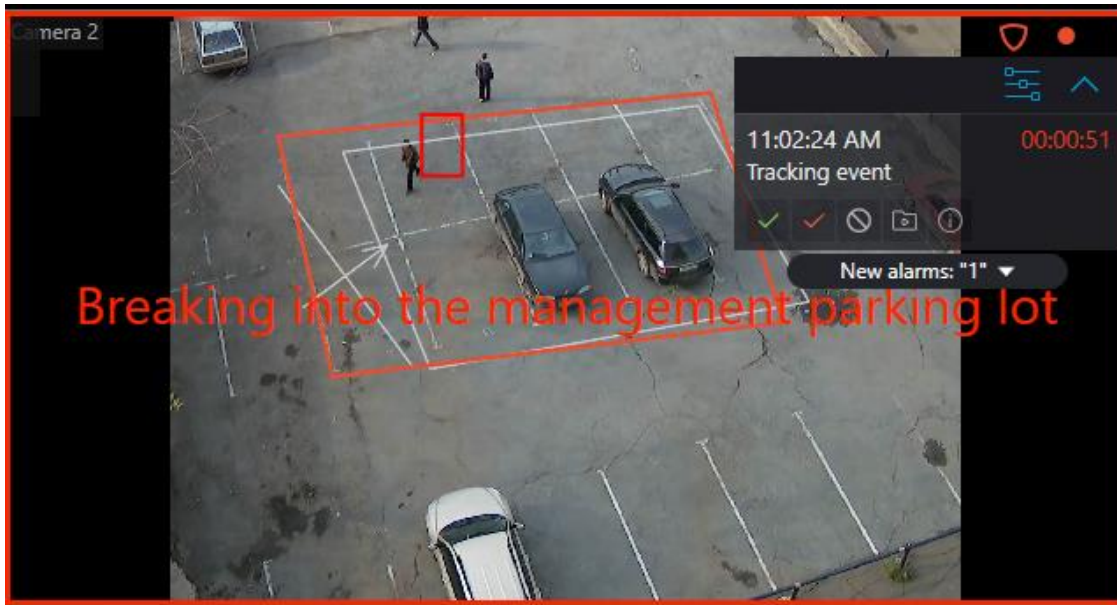 Camera 2
11:02:24 AM 00:00:51
Tracking event
New alarms: "1"
Breaking into the management parking lot